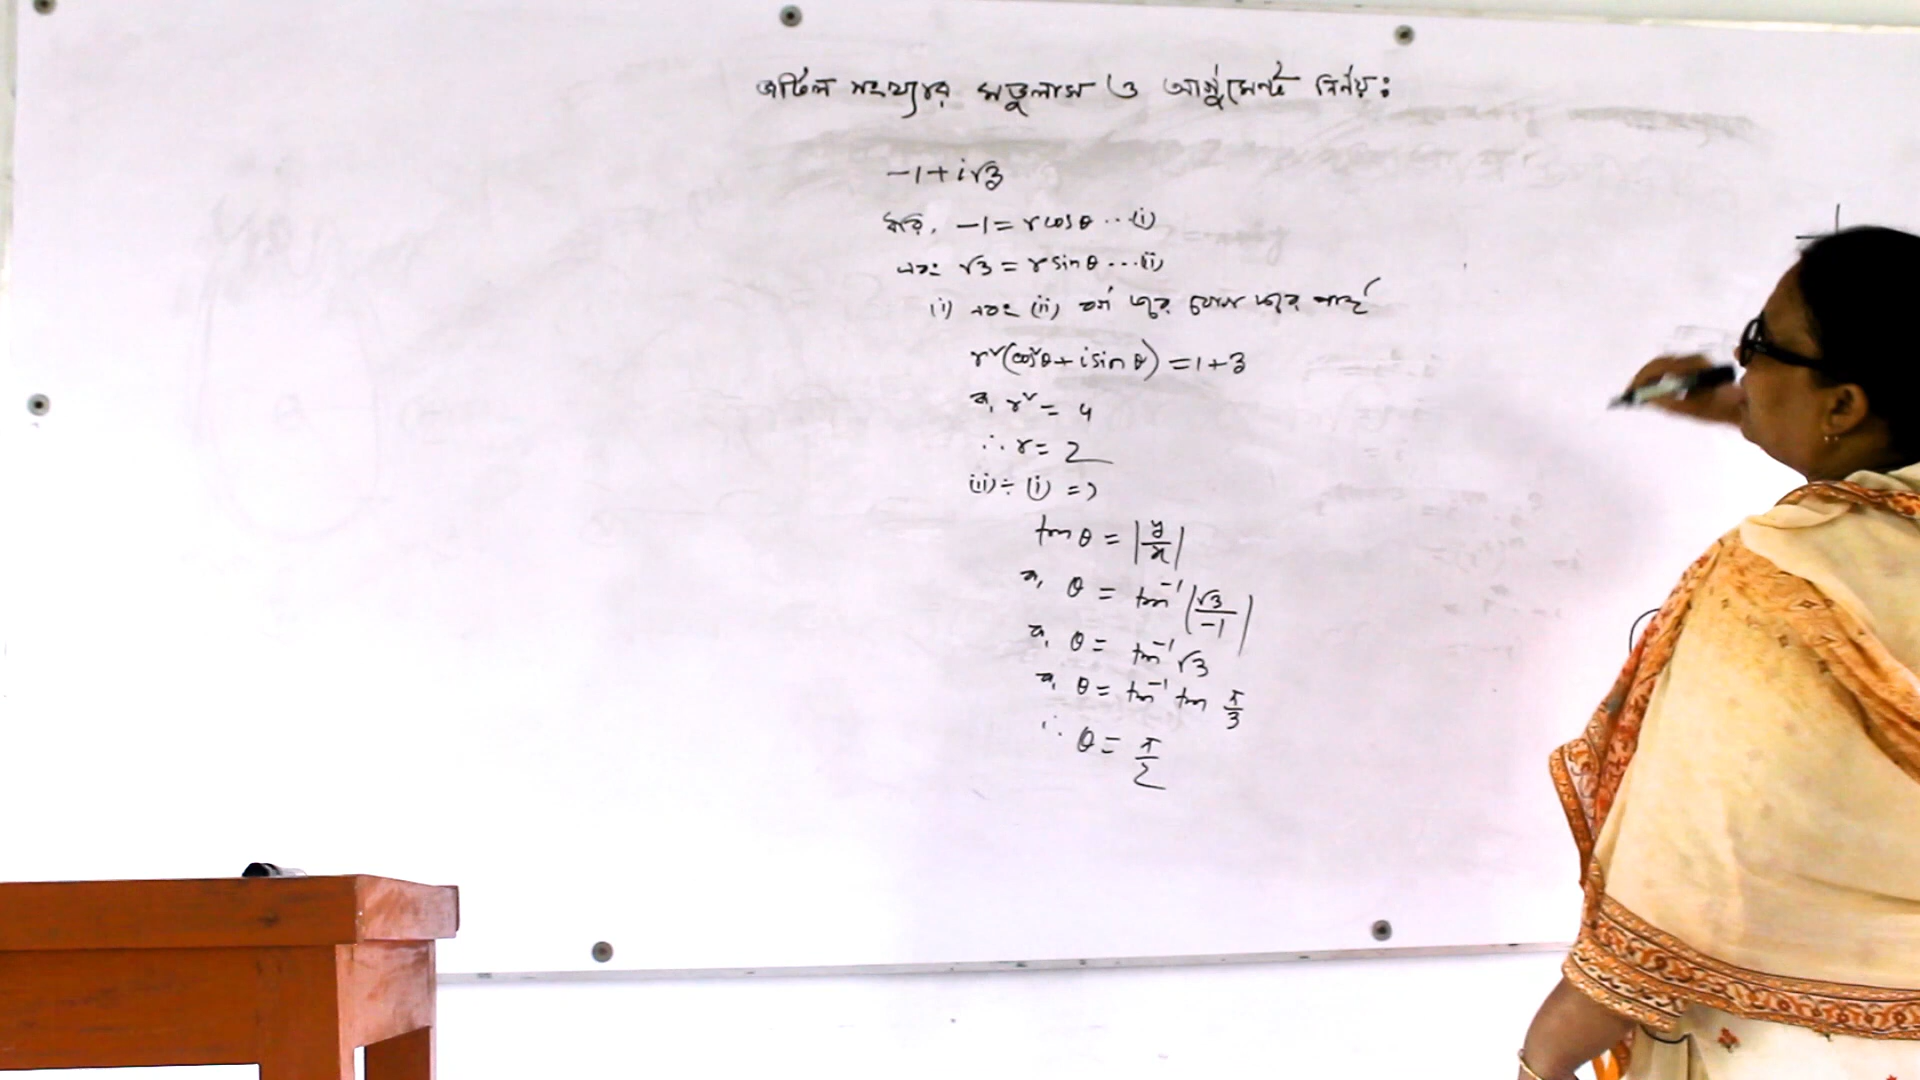 জটিল সংখ্যার মডুলাস ও আর্গুমেন্ট নির্ণয়ঃ
-1+i√3
ধরি, -1 = r cosθ ... (i)
এবং √3 = r sinθ ... (ii)
(i) এবং (ii) বর্গ করে যোগ করে পাই
r²(cos²θ + i sin θ) = 1+3
বা, r² = 4
∴ r = 2
(ii) ÷ (i) =>
tan θ = |y/x|
বা, θ = tan⁻¹ |√3/-1|
বা, θ = tan⁻¹ √3
বা, θ = tan⁻¹ tan π/3
∴ θ = π/2